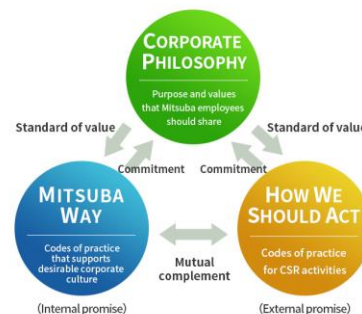 CORPORATE
PHILOSOPHY
Purpose and values
that Mitsuba employees
should share
Standard of value
Standard of value
Commitment
Commitment
MITSUBA
WAY
Codes of practice
that supports
desirable corporate
culture
Mutual
complement
HOW WE
SHOULD ACT
Codes of practice
for CSR activities
(Internal promise)
(External promise)